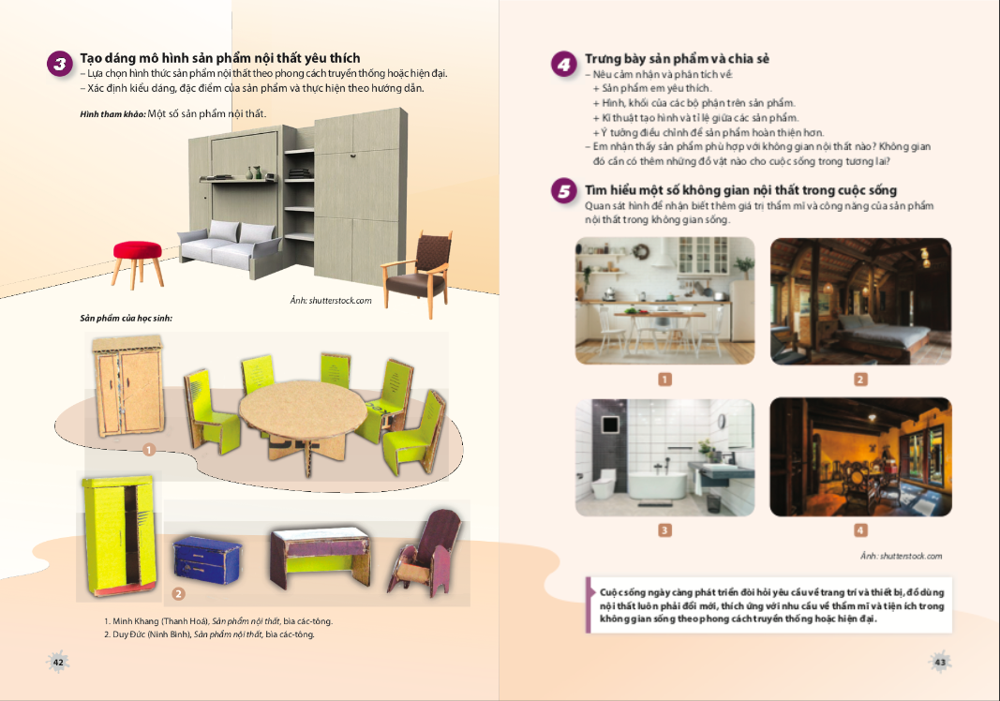 3
Tạo dáng mô hình sản phẩm nội thất yêu thích
– Lựa chọn hình thức sản phẩm nội thất theo phong cách truyền thống hoặc hiện đại.
– Xác định kiểu dáng, đặc điểm của sản phẩm và thực hiện theo hướng dẫn.
Hình tham khảo: Một số sản phẩm nội thất.
Ảnh: shutterstock.com
Sản phẩm của học sinh:
1
2
1. Minh Khang (Thanh Hoá), Sản phẩm nội thất, bìa các-tông.
2. Duy Đức (Ninh Bình), Sản phẩm nội thất, bìa các-tông.
42
4
Trưng bày sản phẩm và chia sẻ
– Nêu cảm nhận và phân tích về:
+ Sản phẩm em yêu thích.
+ Hình, khối của các bộ phận trên sản phẩm.
+ Kĩ thuật tạo hình và tỉ lệ giữa các sản phẩm.
+ Ý tưởng điều chỉnh để sản phẩm hoàn thiện hơn.
– Em nhận thấy sản phẩm phù hợp với không gian nội thất nào? Không gian
đó cần có thêm những đồ vật nào cho cuộc sống trong tương lai?
5
Tìm hiểu một số không gian nội thất trong cuộc sống
Quan sát hình để nhận biết thêm giá trị thẩm mĩ và công năng của sản phẩm
nội thất trong không gian sống.
1
2
3
4
Ảnh: shutterstock.com
Cuộc sống ngày càng phát triển đòi hỏi yêu cầu về trang trí và thiết bị, đồ dùng
nội thất luôn phải đổi mới, thích ứng với nhu cầu về thẩm mĩ và tiện ích trong
không gian sống theo phong cách truyền thống hoặc hiện đại.
43